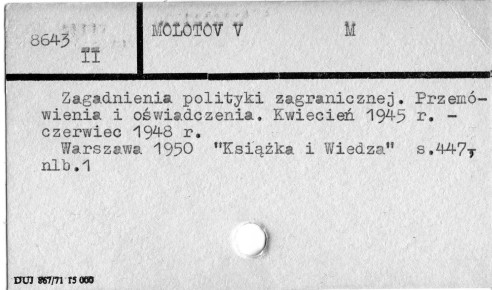 8643
II
MOLOTOV V M
Zagadnienia polityki zagranicznej. Przemó-
wienia i oświadczenia. Kwiecień 1945 r. -
czerwiec 1948 r.
Warszawa 1950 "Książka i Wiedza" s.447,
nlb.1
DUJ 867/71 15 000